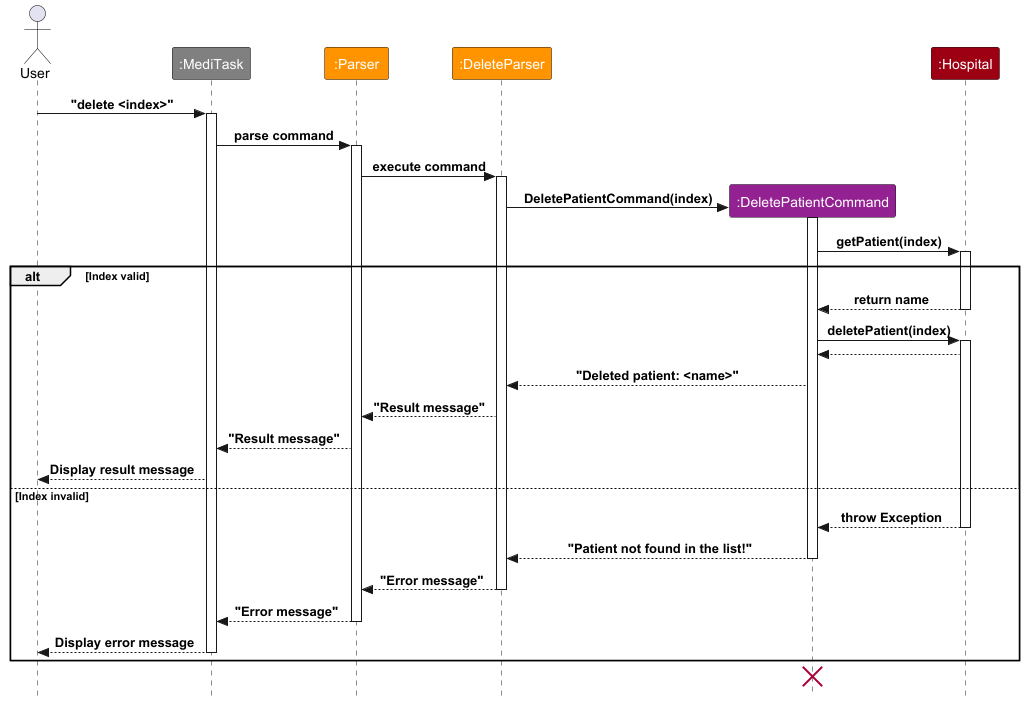 User
:MediTask
:Parser
:DeleteParser
:Hospital
"delete <index>"
parse command
execute command
DeletePatientCommand(index)
:DeletePatientCommand
getPatient(index)
alt
[Index valid]
return name
deletePatient(index)
"Deleted patient: <name>"
"Result message"
"Result message"
Display result message
[Index invalid]
throw Exception
"Patient not found in the list!"
"Error message"
"Error message"
Display error message